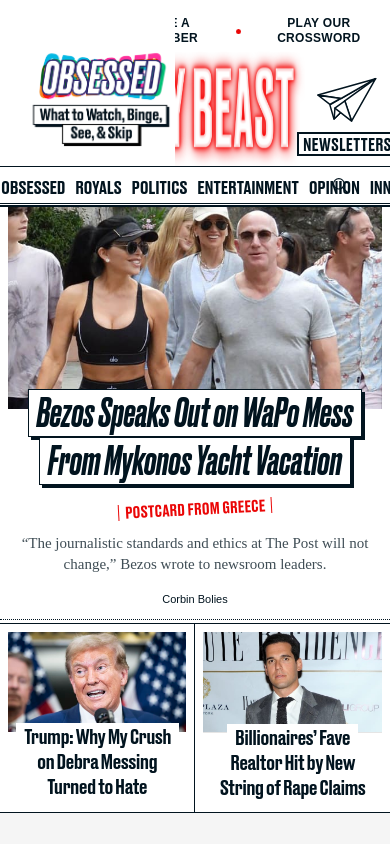 E A
BER
PLAY OUR
CROSSWORD
OBSESSED
What to Watch, Binge,
See, & Skip
Y BEAST
NEWSLETTERS
OBSESSED ROYALS POLITICS ENTERTAINMENT OPINION INN
Bezos Speaks Out on WaPo Mess
From Mykonos Yacht Vacation
POSTCARD FROM GREECE
“The journalistic standards and ethics at The Post will not
change,” Bezos wrote to newsroom leaders.
Corbin Bolies
Trump: Why My Crush
on Debra Messing
Turned to Hate
Billionaires’ Fave
Realtor Hit by New
String of Rape Claims